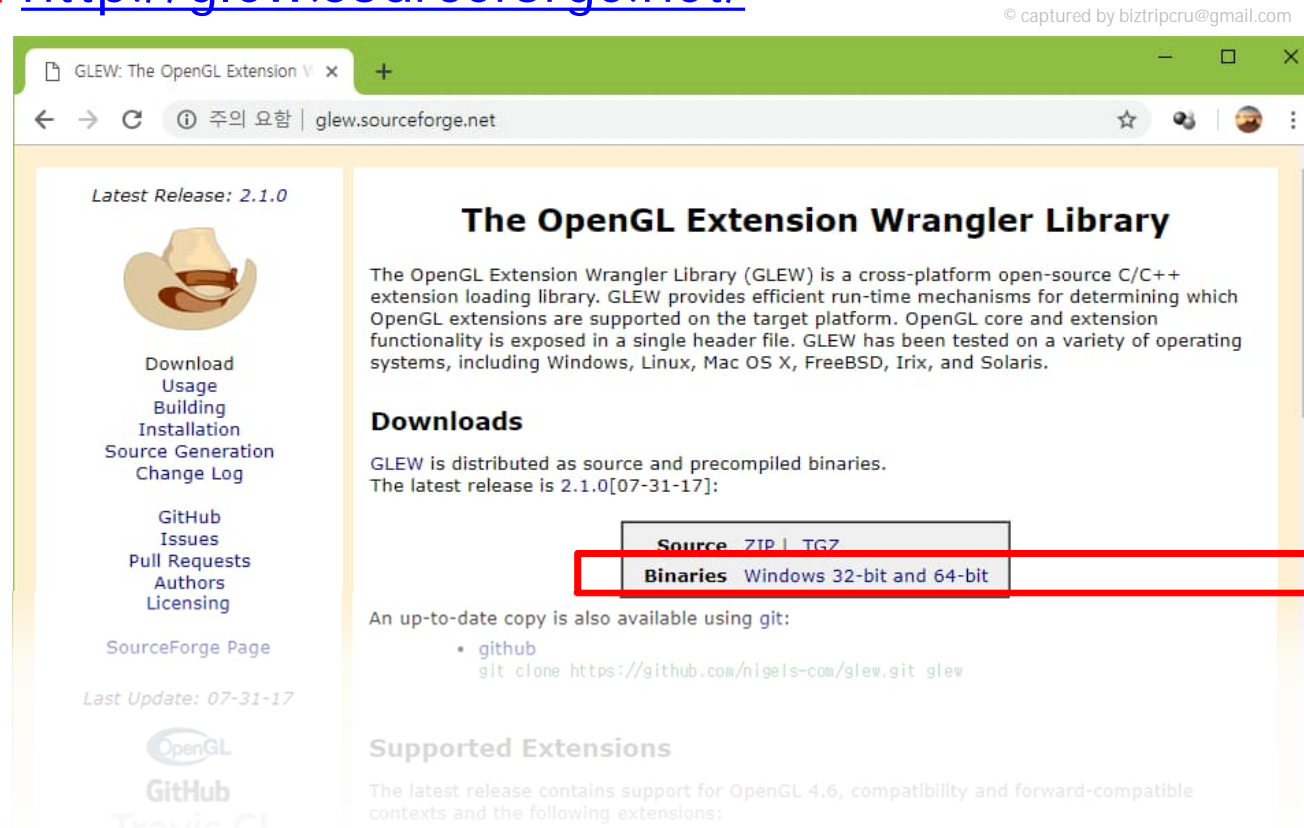 http://glew.sourceforge.net/
© captured by biztripcru@gmail.com
GLEW: The OpenGL Extension W
주의 요함 | glew.sourceforge.net
Latest Release: 2.1.0
Download
Usage
Building
Installation
Source Generation
Change Log
GitHub
Issues
Pull Requests
Authors
Licensing
SourceForge Page
Last Update: 07-31-17
OpenGL
GitHub
Travis CI
The OpenGL Extension Wrangler Library
The OpenGL Extension Wrangler Library (GLEW) is a cross-platform open-source C/C++
extension loading library. GLEW provides efficient run-time mechanisms for determining which
OpenGL extensions are supported on the target platform. OpenGL core and extension
functionality is exposed in a single header file. GLEW has been tested on a variety of operating
systems, including Windows, Linux, Mac OS X, FreeBSD, Irix, and Solaris.
Downloads
GLEW is distributed as source and precompiled binaries.
The latest release is 2.1.0[07-31-17]:
Source ZIP | TGZ
Binaries Windows 32-bit and 64-bit
An up-to-date copy is also available using git:
• github
git clone https://github.com/nigels-com/glew.git glew
Supported Extensions
The latest release contains support for OpenGL 4.6, compatibility and forward-compatible
contexts and the following extensions: